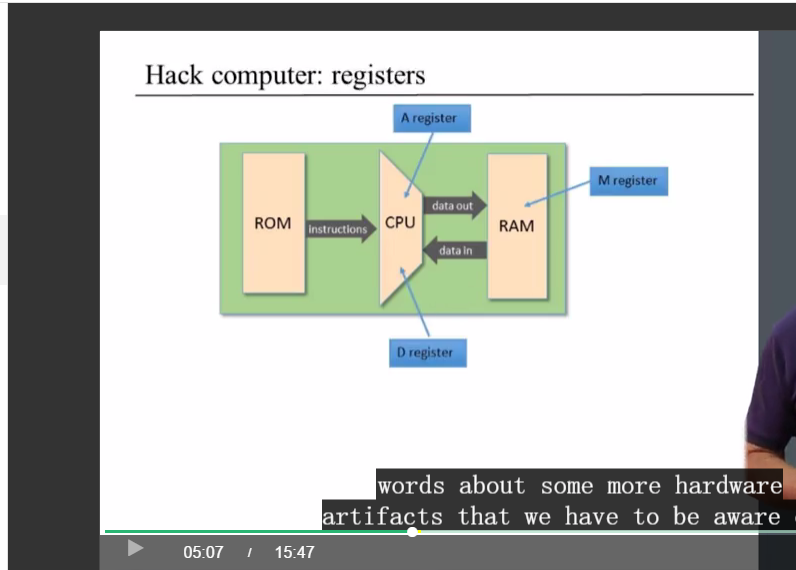 Hack computer: registers
A register
M register
ROM
instructions
CPU
data out
data in
RAM
D register
words about some more hardware
artifacts that we have to be aware
05:07 / 15:47